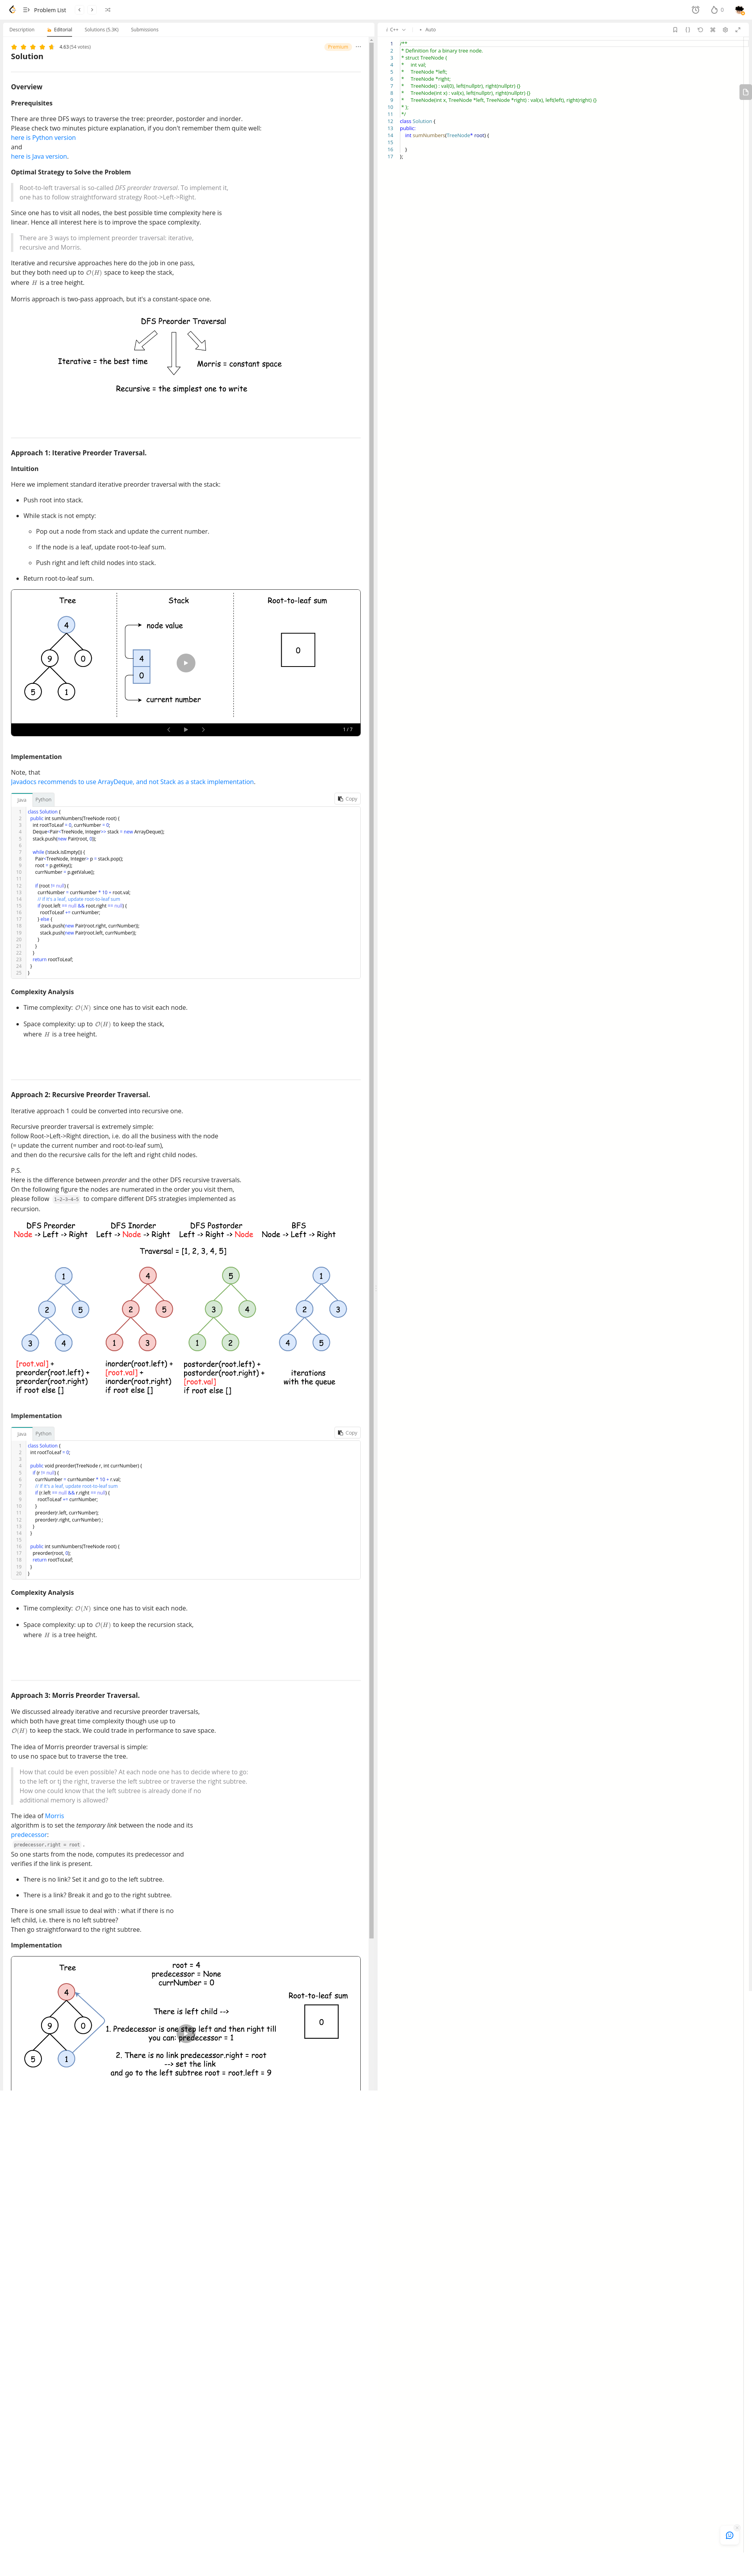 Problem List
0
Description
Editorial
Solutions (5.3K)
Submissions
4.63 (54 votes)
Premium
Solution
Overview
Prerequisites
There are three DFS ways to traverse the tree: preorder, postorder and inorder.
Please check two minutes picture explanation, if you don't remember them quite well:
here is Python version
and
here is Java version.
Optimal Strategy to Solve the Problem
Root-to-left traversal is so-called DFS preorder traversal. To implement it,
one has to follow straightforward strategy Root->Left->Right.
Since one has to visit all nodes, the best possible time complexity here is
linear. Hence all interest here is to improve the space complexity.
There are 3 ways to implement preorder traversal: iterative,
recursive and Morris.
Iterative and recursive approaches here do the job in one pass,
but they both need up to O(H) space to keep the stack,
where H is a tree height.
Morris approach is two-pass approach, but it's a constant-space one.
DFS Preorder Traversal
Iterative = the best time
Morris = constant space
Recursive = the simplest one to write
Approach 1: Iterative Preorder Traversal.
Intuition
Here we implement standard iterative preorder traversal with the stack:
Push root into stack.
While stack is not empty:
Pop out a node from stack and update the current number.
If the node is a leaf, update root-to-leaf sum.
Push right and left child nodes into stack.
Return root-to-leaf sum.
Tree
Stack
Root-to-leaf sum
4
9
0
5
1
node value
4
0
current number
0
1 / 7
Implementation
Note, that
Javadocs recommends to use ArrayDeque, and not Stack as a stack implementation.
Java
Python
Copy
1 class Solution {
2 public int sumNumbers(TreeNode root) {
3 int rootToLeaf = 0, currNumber = 0;
4 Deque<Pair<TreeNode, Integer>> stack = new ArrayDeque();
5 stack.push(new Pair(root, 0));
6
7 while (!stack.isEmpty()) {
8 Pair<TreeNode, Integer> p = stack.pop();
9 root = p.getKey();
10 currNumber = p.getValue();
11
12 if (root != null) {
13 currNumber = currNumber * 10 + root.val;
14 // if it's a leaf, update root-to-leaf sum
15 if (root.left == null && root.right == null) {
16 rootToLeaf += currNumber;
17 } else {
18 stack.push(new Pair(root.right, currNumber));
19 stack.push(new Pair(root.left, currNumber));
20 }
21 }
22 }
23 return rootToLeaf;
24 }
25 }
Complexity Analysis
Time complexity: O(N) since one has to visit each node.
Space complexity: up to O(H) to keep the stack,
where H is a tree height.
Approach 2: Recursive Preorder Traversal.
Iterative approach 1 could be converted into recursive one.
Recursive preorder traversal is extremely simple:
follow Root->Left->Right direction, i.e. do all the business with the node
(= update the current number and root-to-leaf sum),
and then do the recursive calls for the left and right child nodes.
P.S.
Here is the difference between preorder and the other DFS recursive traversals.
On the following figure the nodes are numerated in the order you visit them,
please follow 1-2-3-4-5 to compare different DFS strategies implemented as
recursion.
DFS Preorder
Node -> Left -> Right
DFS Inorder
Left -> Node -> Right
DFS Postorder
Left -> Right -> Node
BFS
Node -> Left -> Right
Traversal = [1, 2, 3, 4, 5]
1
2
5
3
4
4
2
5
1
3
5
3
4
1
2
1
2
3
4
5
[root.val] +
preorder(root.left) +
preorder(root.right)
if root else []
inorder(root.left) +
[root.val] +
inorder(root.right)
if root else []
postorder(root.left) +
postorder(root.right) +
[root.val]
if root else []
iterations
with the queue
Implementation
Java
Python
Copy
1 class Solution {
2 int rootToLeaf = 0;
3
4 public void preorder(TreeNode r, int currNumber) {
5 if (r != null) {
6 currNumber = currNumber * 10 + r.val;
7 // if it's a leaf, update root-to-leaf sum
8 if (r.left == null && r.right == null) {
9 rootToLeaf += currNumber;
10 }
11 preorder(r.left, currNumber);
12 preorder(r.right, currNumber) ;
13 }
14 }
15
16 public int sumNumbers(TreeNode root) {
17 preorder(root, 0);
18 return rootToLeaf;
19 }
20 }
Complexity Analysis
Time complexity: O(N) since one has to visit each node.
Space complexity: up to O(H) to keep the recursion stack,
where H is a tree height.
Approach 3: Morris Preorder Traversal.
We discussed already iterative and recursive preorder traversals,
which both have great time complexity though use up to
O(H) to keep the stack. We could trade in performance to save space.
The idea of Morris preorder traversal is simple:
to use no space but to traverse the tree.
How that could be even possible? At each node one has to decide where to go:
to the left or tj the right, traverse the left subtree or traverse the right subtree.
How one could know that the left subtree is already done if no
additional memory is allowed?
The idea of Morris
algorithm is to set the temporary link between the node and its
predecessor:
predecessor.right = root .
So one starts from the node, computes its predecessor and
verifies if the link is present.
There is no link? Set it and go to the left subtree.
There is a link? Break it and go to the right subtree.
There is one small issue to deal with : what if there is no
left child, i.e. there is no left subtree?
Then go straightforward to the right subtree.
Implementation
Tree
4
9
0
5
1
root = 4
predecessor = None
currNumber = 0
There is left child -->
1. Predecessor is one step left and then right till
you can: predecessor = 1
2. There is no link predecessor.right = root
--> set the link
and go to the left subtree root = root.left = 9
Root-to-leaf sum
0
C++
Auto
1 /**
2 * Definition for a binary tree node.
3 * struct TreeNode {
4 * int val;
5 * TreeNode *left;
6 * TreeNode *right;
7 * TreeNode() : val(0), left(nullptr), right(nullptr) {}
8 * TreeNode(int x) : val(x), left(nullptr), right(nullptr) {}
9 * TreeNode(int x, TreeNode *left, TreeNode *right) : val(x), left(left), right(right) {}
10 * };
11 */
12 class Solution {
13 public:
14 int sumNumbers(TreeNode* root) {
15
16 }
17 };